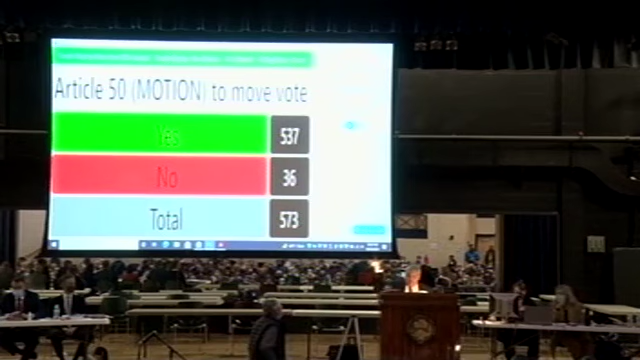 Article 50 (MOTION) to move vote
Yes 537
No 36
Total 573